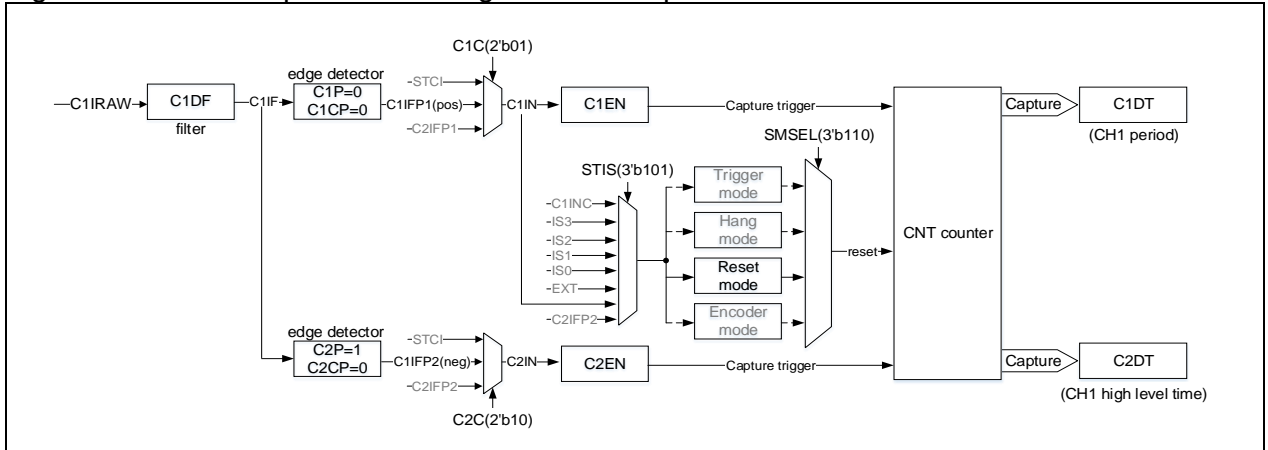 C1C(2'b01)
edge detector
STCI
C1IRAW
C1DF
C1IF
C1P=0
C1CP=0
C1IFP1(pos)
C1IN
C1EN
Capture trigger
Capture
C1DT
filter
C2IFP1
(CH1 period)
SMSEL(3'b110)
STIS(3'b101)
Trigger
mode
C1INC
IS3
IS2
IS1
IS0
EXT
C2IFP2
Hang
mode
CNT counter
reset
Reset
mode
Encoder
mode
edge detector
C2P=1
C2CP=0
STCI
C1IFP2(neg)
C2IN
C2EN
Capture trigger
Capture
C2DT
C2IFP2
(CH1 high level time)
C2C(2'b10)